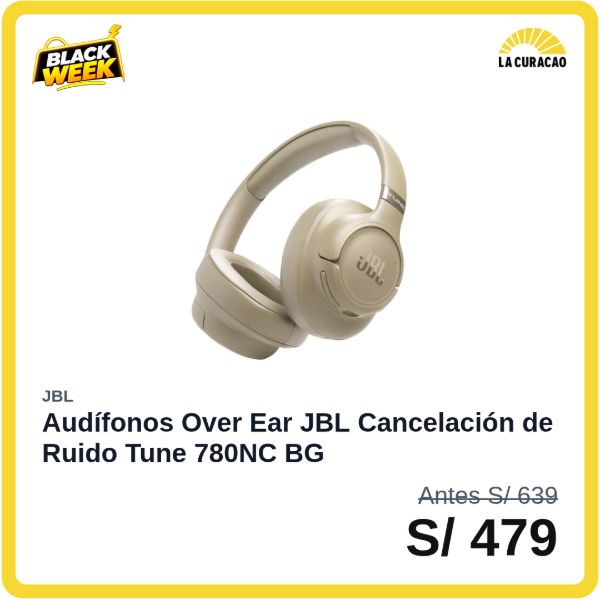 BLACK
WEEK
LA CURACAO
TUNE
JBL
JBL
Audífonos Over Ear JBL Cancelación de
Ruido Tune 780NC BG
Antes S/ 639
S/ 479